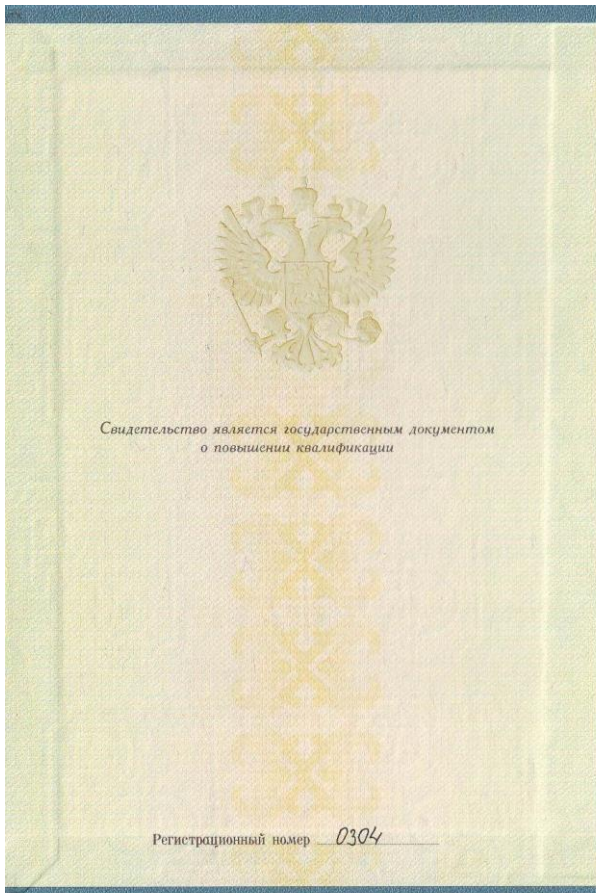 Свидетельство является государственным документом
о повышении квалификации
Регистрационный номер 0304